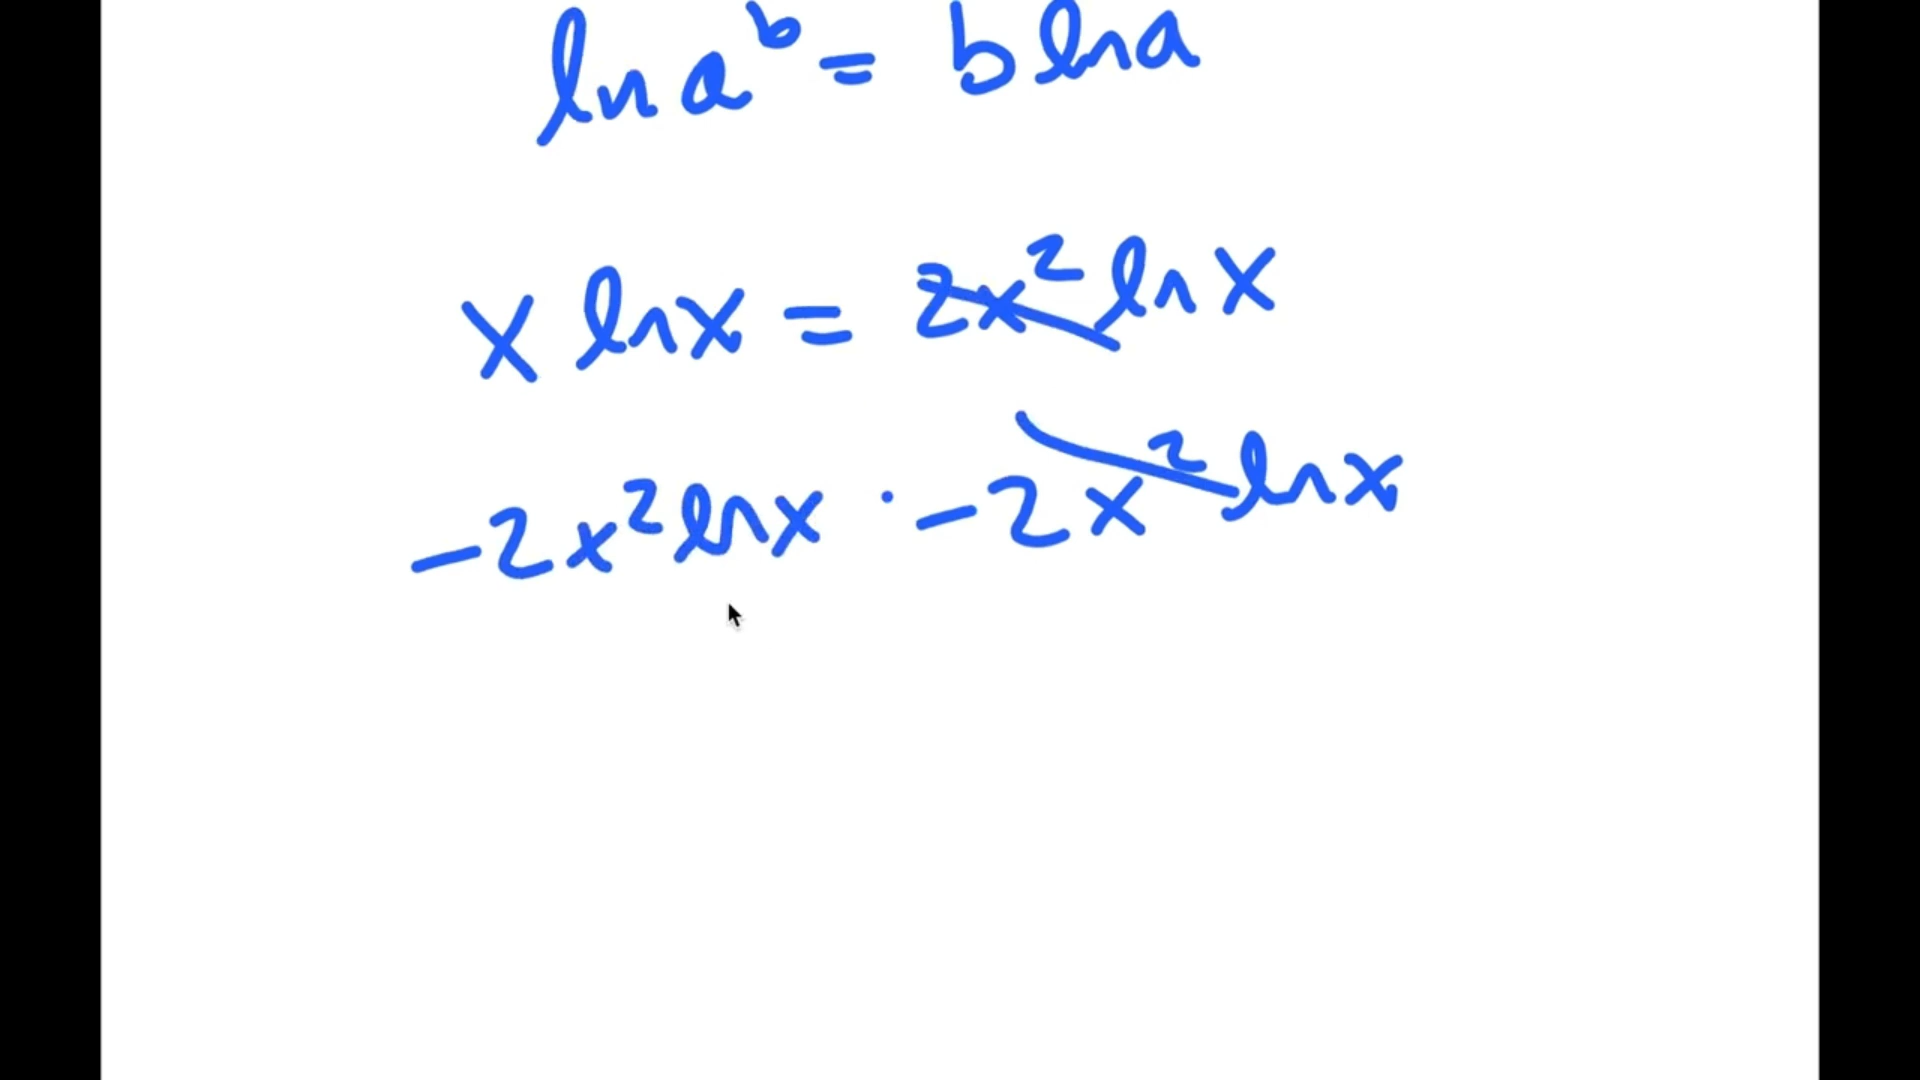 ln a^b = b ln a
x ln x = 2x² ln x
-2x² ln x · -2x² ln x